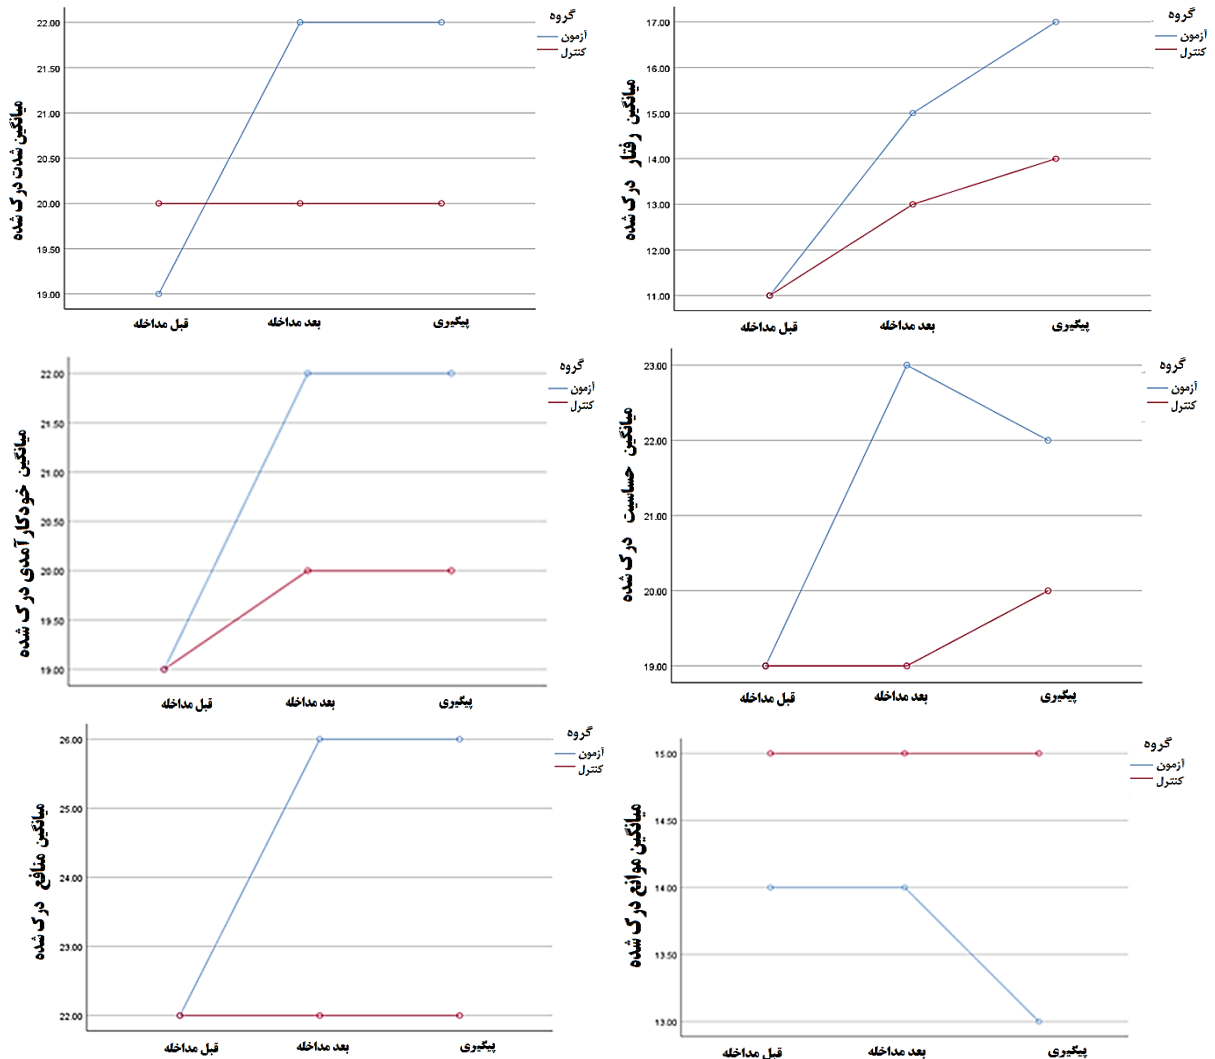 گروه
آزمون
کنترل
میانگین شدت درک شده
22.00
21.50
21.00
20.50
20.00
19.50
19.00
قبل مداخله
بعد مداخله
پیگیری
گروه
آزمون
کنترل
میانگین رفتار درک شده
17.00
16.00
15.00
14.00
13.00
12.00
11.00
قبل مداخله
بعد مداخله
پیگیری
گروه
آزمون
کنترل
میانگین خودکارآمدی درک شده
22.00
21.50
21.00
20.50
20.00
19.50
19.00
قبل مداخله
بعد مداخله
پیگیری
گروه
آزمون
کنترل
میانگین حساسیت درک شده
23.00
22.00
21.00
20.00
19.00
قبل مداخله
بعد مداخله
پیگیری
گروه
آزمون
کنترل
میانگین منافع درک شده
26.00
25.00
24.00
23.00
22.00
قبل مداخله
بعد مداخله
پیگیری
گروه
آزمون
کنترل
میانگین موانع درک شده
15.00
14.50
14.00
13.50
13.00
قبل مداخله
بعد مداخله
پیگیری